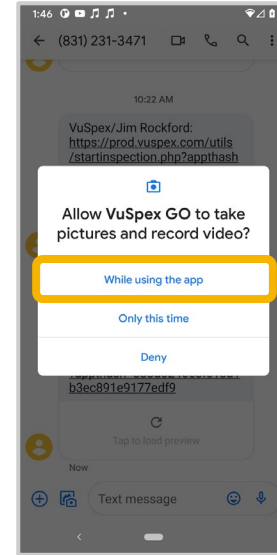 1:46
(831) 231-3471
10:22 AM
VuSpex/Jim Rockford:
https://prod.vuspex.com/utils
/startinspection.php?appthash
Allow VuSpex GO to take
pictures and record video?
While using the app
Only this time
Deny
b3ec891e9177edf9
Tap to load preview
Now
Text message